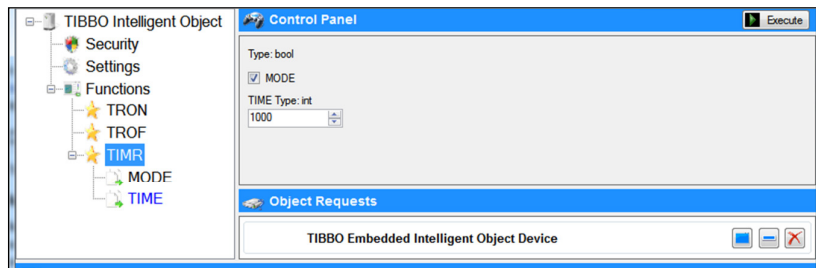 TIBBO Intelligent Object
Security
Settings
Functions
TRON
TROF
TIMR
MODE
TIME
Control Panel
Execute
Type: bool
MODE
TIME Type: int
1000
Object Requests
TIBBO Embedded Intelligent Object Device